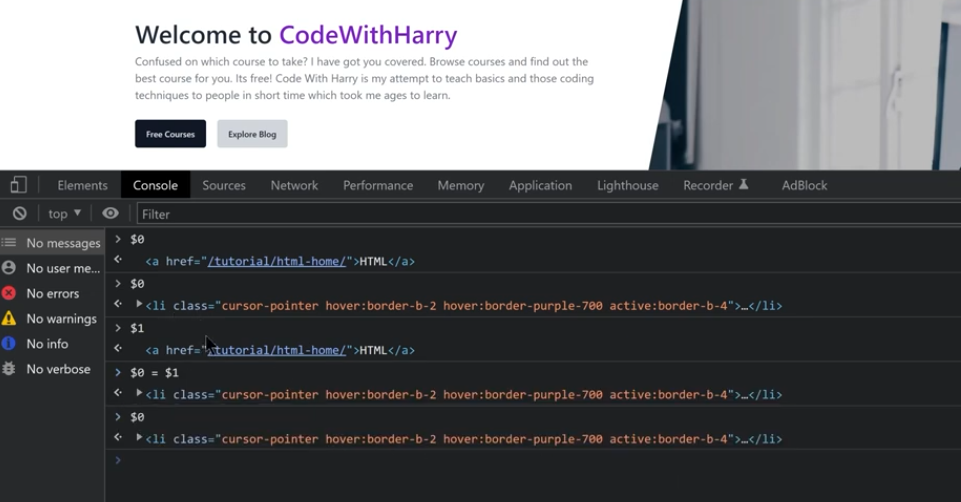 Welcome to CodeWithHarry
Confused on which course to take? I have got you covered. Browse courses and find out the
best course for you. Its free! Code With Harry is my attempt to teach basics and those coding
techniques to people in short time which took me ages to learn.
Free Courses Explore Blog
Elements Console Sources Network Performance Memory Application Lighthouse Recorder AdBlock
top ▼ Filter
No messages
No user me...
No errors
No warnings
No info
No verbose
> $0
<a href="/tutorial/html-home/">HTML</a>
> $0
<li class="cursor-pointer hover:border-b-2 hover:border-purple-700 active:border-b-4">…</li>
> $1
<a href="/tutorial/html-home/">HTML</a>
> $0 = $1
<li class="cursor-pointer hover:border-b-2 hover:border-purple-700 active:border-b-4">…</li>
> $0
<li class="cursor-pointer hover:border-b-2 hover:border-purple-700 active:border-b-4">…</li>
>